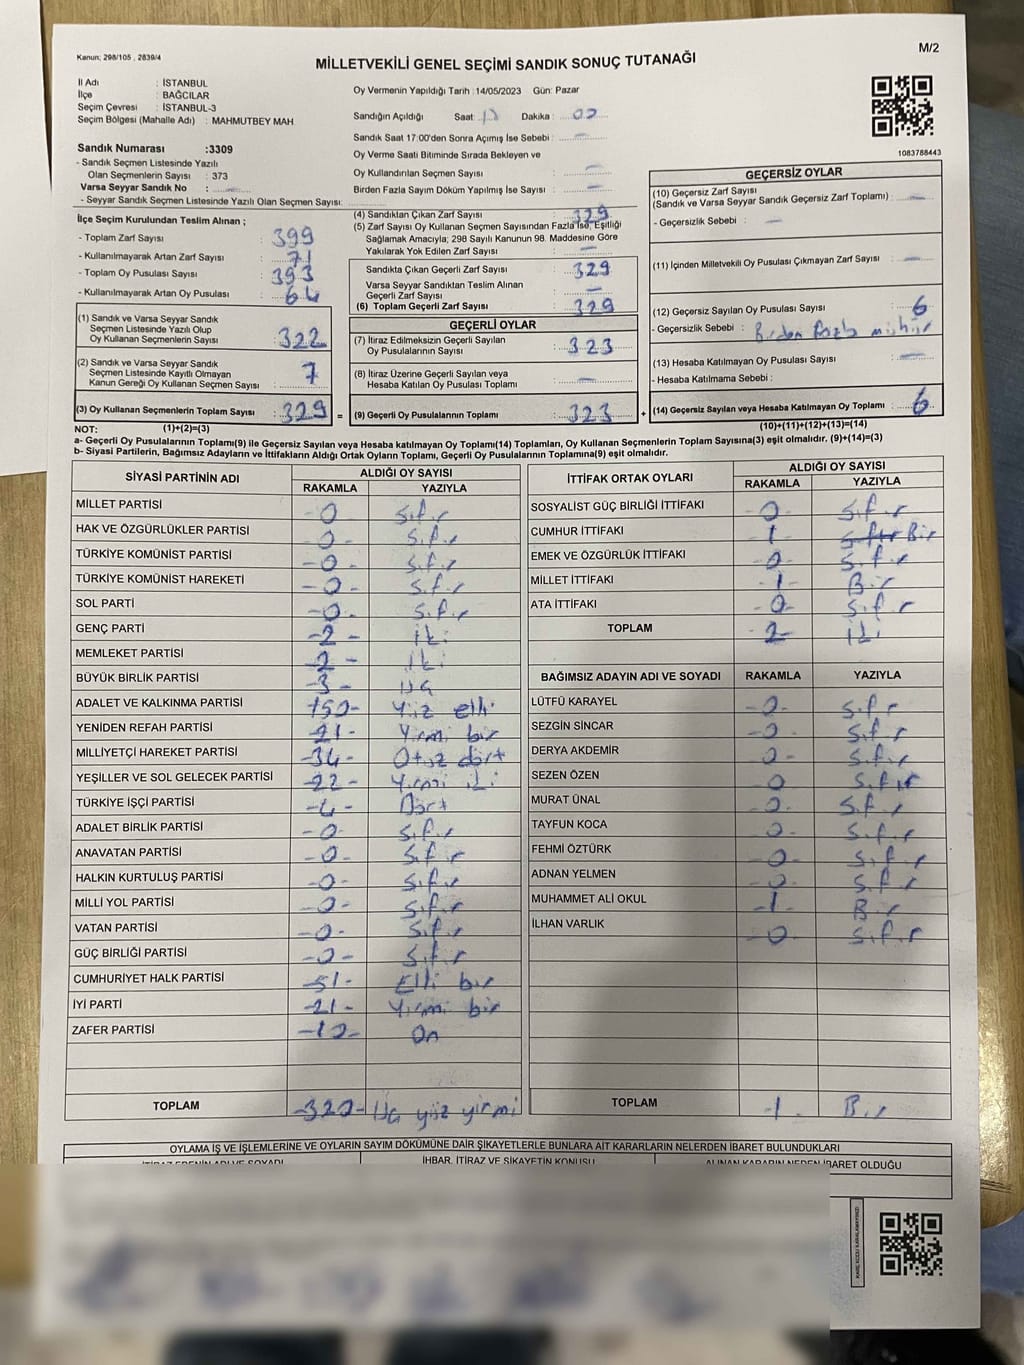 Kanun; 298/105 , 2839/4
M/2
MİLLETVEKİLİ GENEL SEÇİMİ SANDIK SONUÇ TUTANAĞI
İl Adı : İSTANBUL
İlçe : BAĞCILAR
Seçim Çevresi : İSTANBUL-3
Seçim Bölgesi (Mahalle Adı) : MAHMUTBEY MAH.
Sandık Numarası :3309
- Sandık Seçmen Listesinde Yazılı
Olan Seçmenlerin Sayısı : 373
Varsa Seyyar Sandık No :
- Seyyar Sandık Seçmen Listesinde Yazılı Olan Seçmen Sayısı:
Oy Vermenin Yapıldığı Tarih :14/05/2023 Gün: Pazar
Sandığın Açıldığı Saat: Dakika :
Sandık Saat 17:00'den Sonra Açımış İse Sebebi : —
Oy Verme Saati Bitiminde Sırada Bekleyen ve
Oy Kullandırılan Seçmen Sayısı : —
Birden Fazla Sayım Döküm Yapılmış İse Sayısı : —
1083788443
İlçe Seçim Kurulundan Teslim Alınan ;
- Toplam Zarf Sayısı : 399
- Kullanılmayarak Artan Zarf Sayısı : 71
- Toplam Oy Pusulası Sayısı : 393
- Kullanılmayarak Artan Oy Pusulası : 64
(1) Sandık ve Varsa Seyyar Sandık
Seçmen Listesinde Yazılı Olup
Oy Kullanan Seçmenlerin Sayısı : 322
(2) Sandık ve Varsa Seyyar Sandık
Seçmen Listesinde Kayıtlı Olmayan
Kanun Gereği Oy Kullanan Seçmen Sayısı : 7
(3) Oy Kullanan Seçmenlerin Toplam Sayısı : 329 =
(4) Sandıktan Çıkan Zarf Sayısı : 329
(5) Zarf Sayısı Oy Kullanan Seçmen Sayısından Fazla İse, Eşitliği
Sağlamak Amacıyla; 298 Sayılı Kanunun 98. Maddesine Göre
Yakılarak Yok Edilen Zarf Sayısı : —
Sandıkta Çıkan Geçerli Zarf Sayısı : 329
Varsa Seyyar Sandıktan Teslim Alınan
Geçerli Zarf Sayısı : —
(6) Toplam Geçerli Zarf Sayısı : 329
GEÇERLİ OYLAR
(7) İtiraz Edilmeksizin Geçerli Sayılan
Oy Pusulalarının Sayısı : 323
(8) İtiraz Üzerine Geçerli Sayılan veya
Hesaba Katılan Oy Pusulası Toplamı : —
(9) Geçerli Oy Pusulalarının Toplamı : 323 +
GEÇERSİZ OYLAR
(10) Geçersiz Zarf Sayısı
(Sandık ve Varsa Seyyar Sandık Geçersiz Zarf Toplamı) : —
- Geçersizlik Sebebi : —
(11) İçinden Milletvekili Oy Pusulası Çıkmayan Zarf Sayısı : —
(12) Geçersiz Sayılan Oy Pusulası Sayısı : 6
- Geçersizlik Sebebi : Birden fazla mühür
(13) Hesaba Katılmayan Oy Pusulası Sayısı : —
- Hesaba Katılmama Sebebi :
(14) Geçersiz Sayılan veya Hesaba Katılmayan Oy Toplamı : 6
NOT: (1)+(2)=(3)
(10)+(11)+(12)+(13)=(14)
a- Geçerli Oy Pusulalarının Toplamı(9) ile Geçersiz Sayılan veya Hesaba katılmayan Oy Toplamı(14) Toplamları, Oy Kullanan Seçmenlerin Toplam Sayısına(3) eşit olmalıdır. (9)+(14)=(3)
b- Siyasi Partilerin, Bağımsız Adayların ve İttifakların Aldığı Ortak Oyların Toplamı, Geçerli Oy Pusulalarının Toplamına(9) eşit olmalıdır.
SİYASİ PARTİNİN ADI ALDIĞI OY SAYISI
RAKAMLA YAZIYLA
MİLLET PARTİSİ -0- Sıfır
HAK VE ÖZGÜRLÜKLER PARTİSİ -0- Sıfır
TÜRKİYE KOMÜNİST PARTİSİ -0- Sıfır
TÜRKİYE KOMÜNİST HAREKETİ -0- Sıfır
SOL PARTİ -0- Sıfır
GENÇ PARTİ -2- iki
MEMLEKET PARTİSİ -2- iki
BÜYÜK BİRLİK PARTİSİ -3- Üç
ADALET VE KALKINMA PARTİSİ -150- Yüz elli
YENİDEN REFAH PARTİSİ -21- Yirmi bir
MİLLİYETÇİ HAREKET PARTİSİ -34- Otuz dört
YEŞİLLER VE SOL GELECEK PARTİSİ -22- Yirmi iki
TÜRKİYE İŞÇİ PARTİSİ -4- Dört
ADALET BİRLİK PARTİSİ -0- Sıfır
ANAVATAN PARTİSİ -0- Sıfır
HALKIN KURTULUŞ PARTİSİ -0- Sıfır
MİLLİ YOL PARTİSİ -0- Sıfır
VATAN PARTİSİ -0- Sıfır
GÜÇ BİRLİĞİ PARTİSİ -0- Sıfır
CUMHURİYET HALK PARTİSİ -51- Elli bir
İYİ PARTİ -21- Yirmi bir
ZAFER PARTİSİ -10- On
TOPLAM -320- Üç yüz yirmi
İTTİFAK ORTAK OYLARI ALDIĞI OY SAYISI
RAKAMLA YAZIYLA
SOSYALİST GÜÇ BİRLİĞİ İTTİFAKI -0- Sıfır
CUMHUR İTTİFAKI -1- Sıfır Bir
EMEK VE ÖZGÜRLÜK İTTİFAKI -0- Sıfır
MİLLET İTTİFAKI -1- Bir
ATA İTTİFAKI -0- Sıfır
TOPLAM -2- iki
BAĞIMSIZ ADAYIN ADI VE SOYADI RAKAMLA YAZIYLA
LÜTFÜ KARAYEL -0- Sıfır
SEZGİN SİNCAR -0- Sıfır
DERYA AKDEMİR -0- Sıfır
SEZEN ÖZEN -0- Sıfır
MURAT ÜNAL -0- Sıfır
TAYFUN KOCA -0- Sıfır
FEHMİ ÖZTÜRK -0- Sıfır
ADNAN YELMEN -0- Sıfır
MUHAMMET ALİ OKUL -1- Bir
İLHAN VARLIK -0- Sıfır
TOPLAM -1- Bir
OYLAMA İŞ VE İŞLEMLERİNE VE OYLARIN SAYIM DÖKÜMÜNE DAİR ŞİKAYETLERLE BUNLARA AİT KARARLARIN NELERDEN İBARET BULUNDUKLARI
İTİRAZ EDENİN ADI VE SOYADI İHBAR, İTİRAZ VE ŞİKAYETİN KONUSU ALINAN KARARIN NEDEN İBARET OLDUĞU
KAREKODU KARALAMAYINIZ!